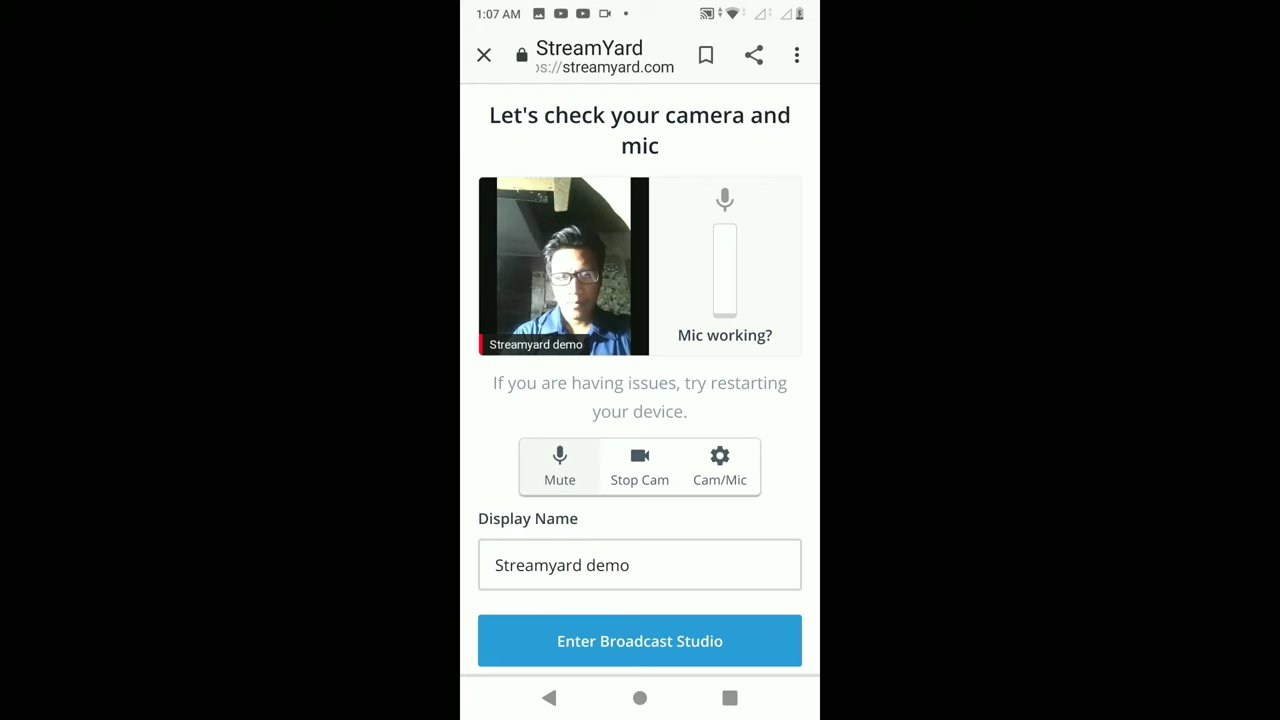 1:07 AM
StreamYard
streamyard.com
Let's check your camera and
mic
Streamyard demo
Mic working?
If you are having issues, try restarting
your device.
Mute Stop Cam Cam/Mic
Display Name
Streamyard demo
Enter Broadcast Studio